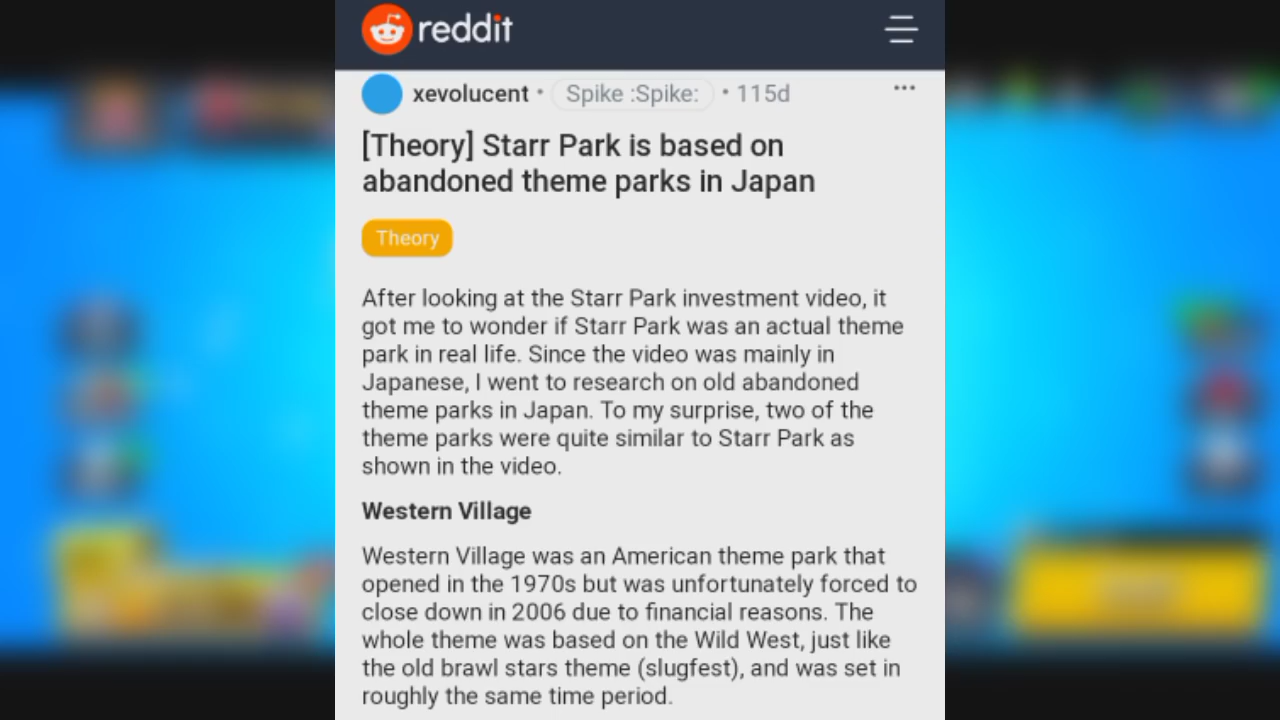 reddit
xevolucent • Spike :Spike: • 115d
[Theory] Starr Park is based on
abandoned theme parks in Japan
Theory
After looking at the Starr Park investment video, it
got me to wonder if Starr Park was an actual theme
park in real life. Since the video was mainly in
Japanese, I went to research on old abandoned
theme parks in Japan. To my surprise, two of the
theme parks were quite similar to Starr Park as
shown in the video.
Western Village
Western Village was an American theme park that
opened in the 1970s but was unfortunately forced to
close down in 2006 due to financial reasons. The
whole theme was based on the Wild West, just like
the old brawl stars theme (slugfest), and was set in
roughly the same time period.